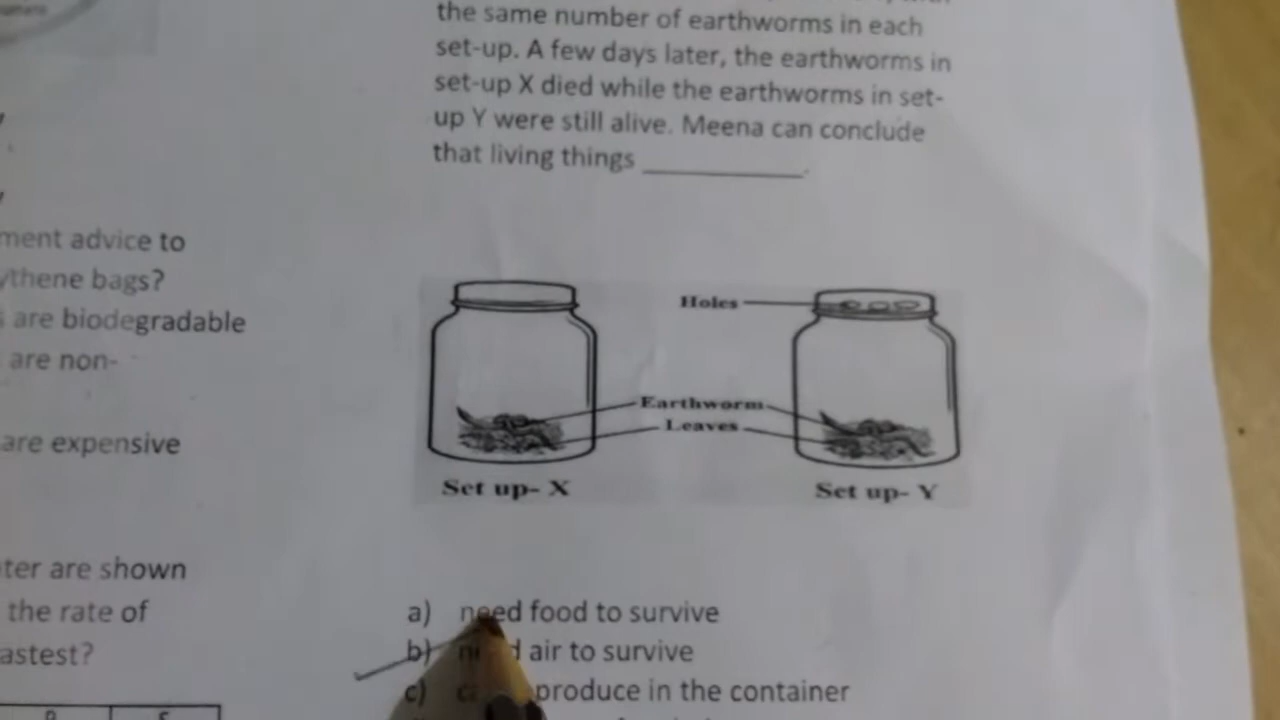 the same number of earthworms in each
set-up. A few days later, the earthworms in
set-up X died while the earthworms in set-
up Y were still alive. Meena can conclude
that living things ____________.
ment advice to
ythene bags?
are biodegradable
are non-
are expensive
ter are shown
the rate of
astest?
Holes
Earthworm
Leaves
Set up- X
Set up- Y
a) need food to survive
b) air to survive
c) produce in the container